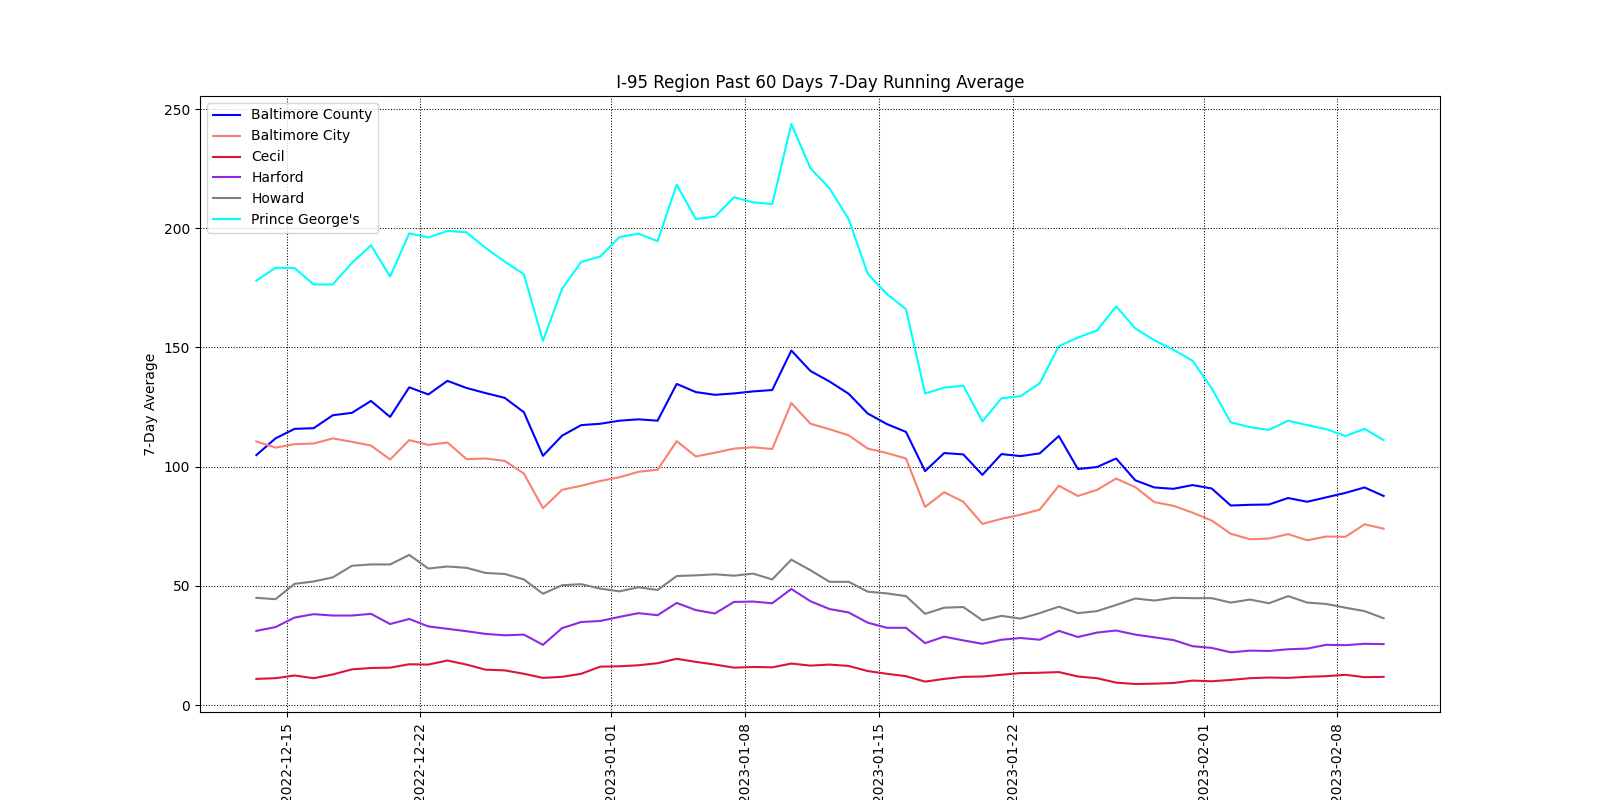 I-95 Region Past 60 Days 7-Day Running Average
250
200
150
100
50
0
7-Day Average
Baltimore County
Baltimore City
Cecil
Harford
Howard
Prince George's
2022-12-15
2022-12-22
2023-01-01
2023-01-08
2023-01-15
2023-01-22
2023-02-01
2023-02-08